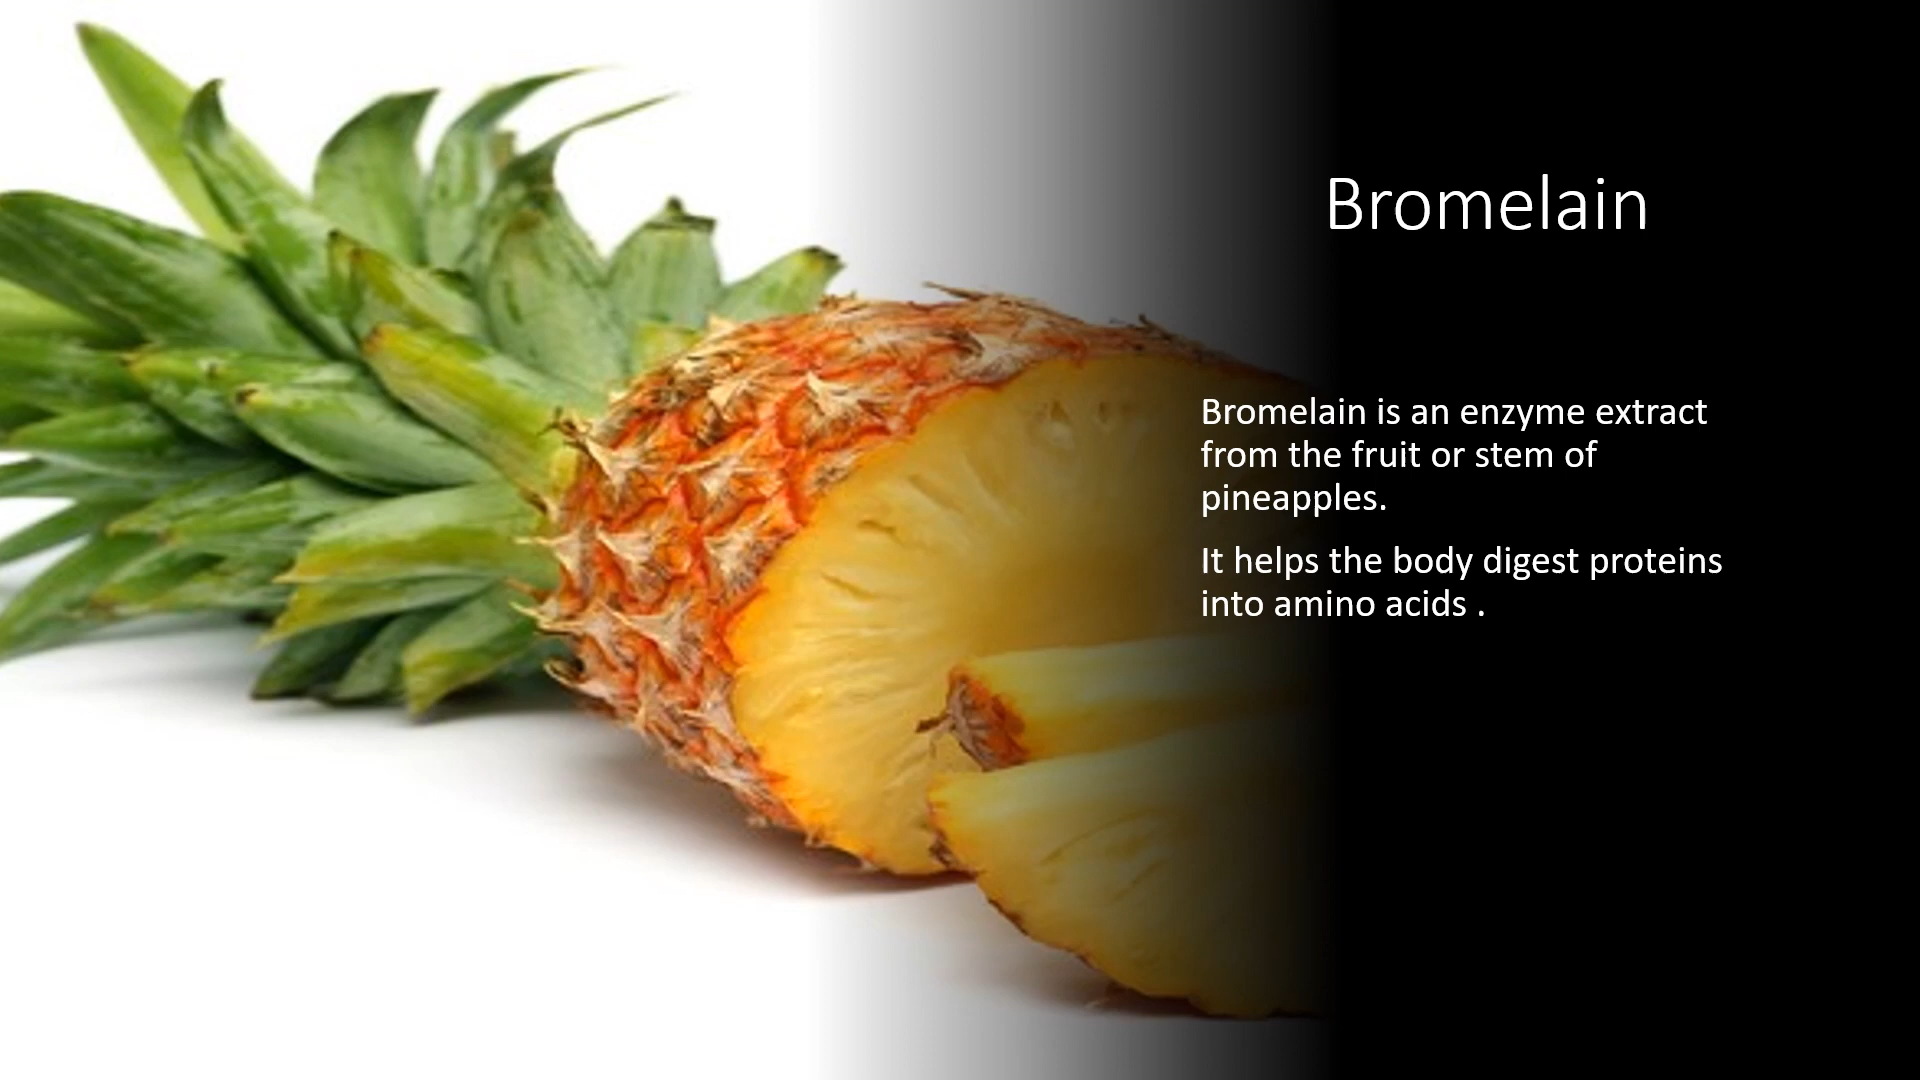 Bromelain
Bromelain is an enzyme extract
from the fruit or stem of
pineapples.
It helps the body digest proteins
into amino acids .